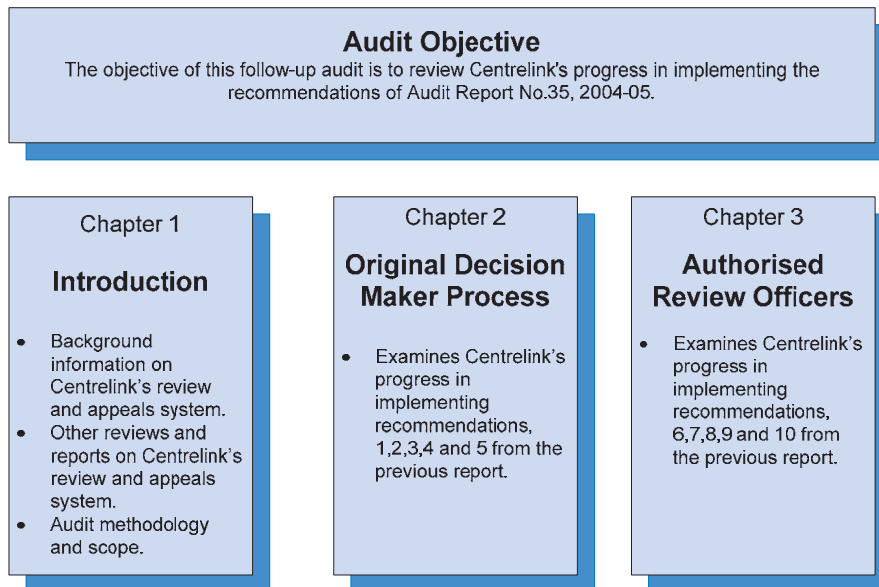 Audit Objective
The objective of this follow-up audit is to review Centrelink's progress in implementing the
recommendations of Audit Report No.35, 2004-05.
Chapter 1
Introduction
• Background
information on
Centrelink's review
and appeals system.
• Other reviews and
reports on Centrelink's
review and appeals
system.
• Audit methodology
and scope.
Chapter 2
Original Decision
Maker Process
• Examines Centrelink's
progress in
implementing
recommendations,
1,2,3,4 and 5 from the
previous report.
Chapter 3
Authorised
Review Officers
• Examines Centrelink's
progress in
implementing
recommendations,
6,7,8,9 and 10 from
the previous report.